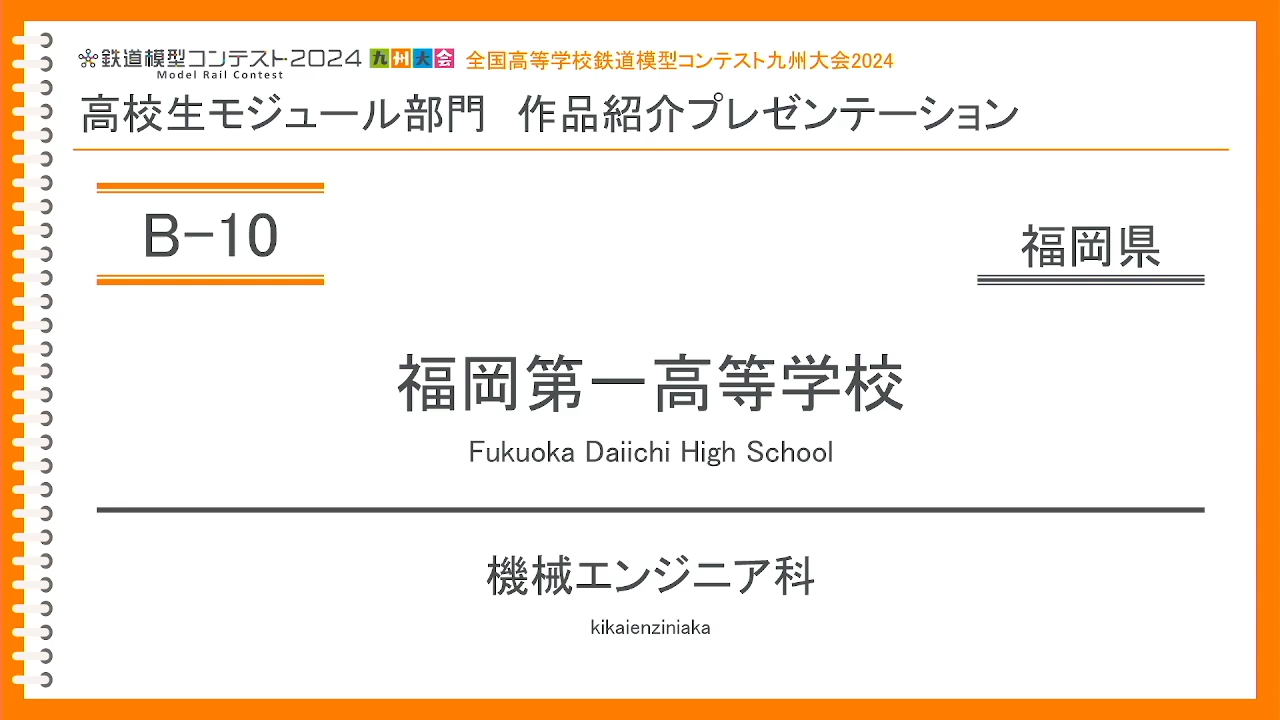 鉄道模型コンテスト2024 九州大会 全国高等学校鉄道模型コンテスト九州大会2024
Model Rail Contest
高校生モジュール部門　作品紹介プレゼンテーション
B-10
福岡県
福岡第一高等学校
Fukuoka Daiichi High School
機械エンジニア科
kikaienziniaka